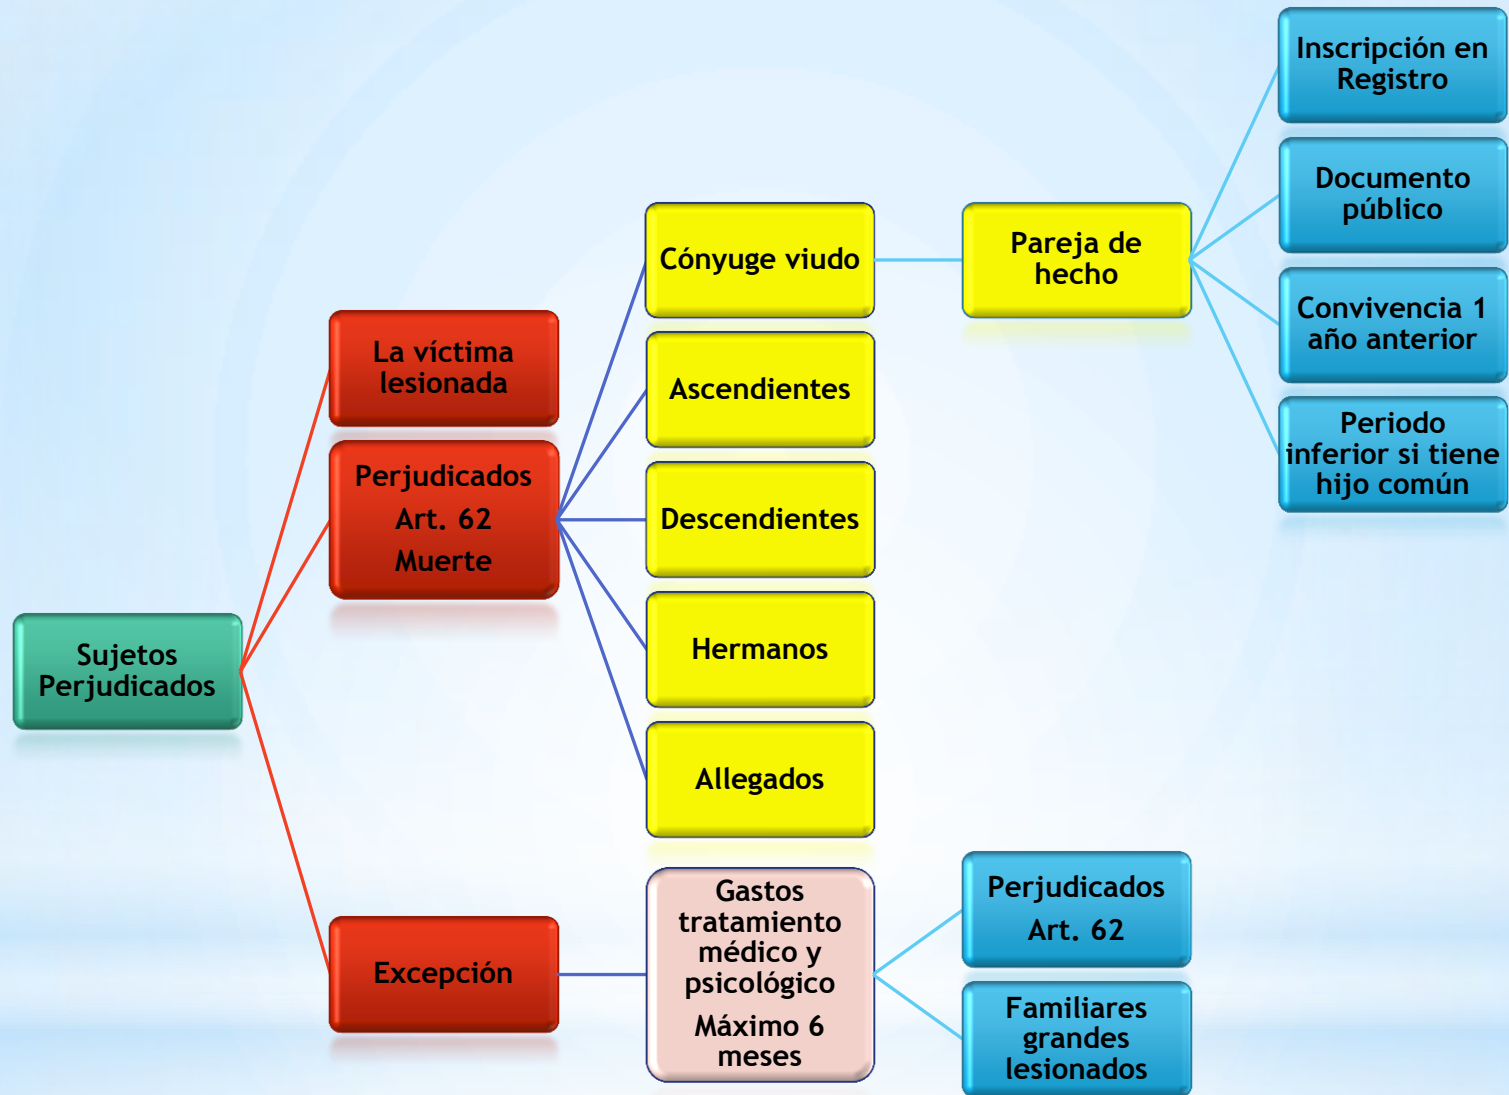 Sujetos
Perjudicados
La víctima
lesionada
Perjudicados
Art. 62
Muerte
Cónyuge viudo
Pareja de
hecho
Inscripción en
Registro
Documento
público
Convivencia 1
año anterior
Periodo
inferior si tiene
hijo común
Ascendientes
Descendientes
Hermanos
Allegados
Excepción
Gastos
tratamiento
médico y
psicológico
Máximo 6
meses
Perjudicados
Art. 62
Familiares
grandes
lesionados